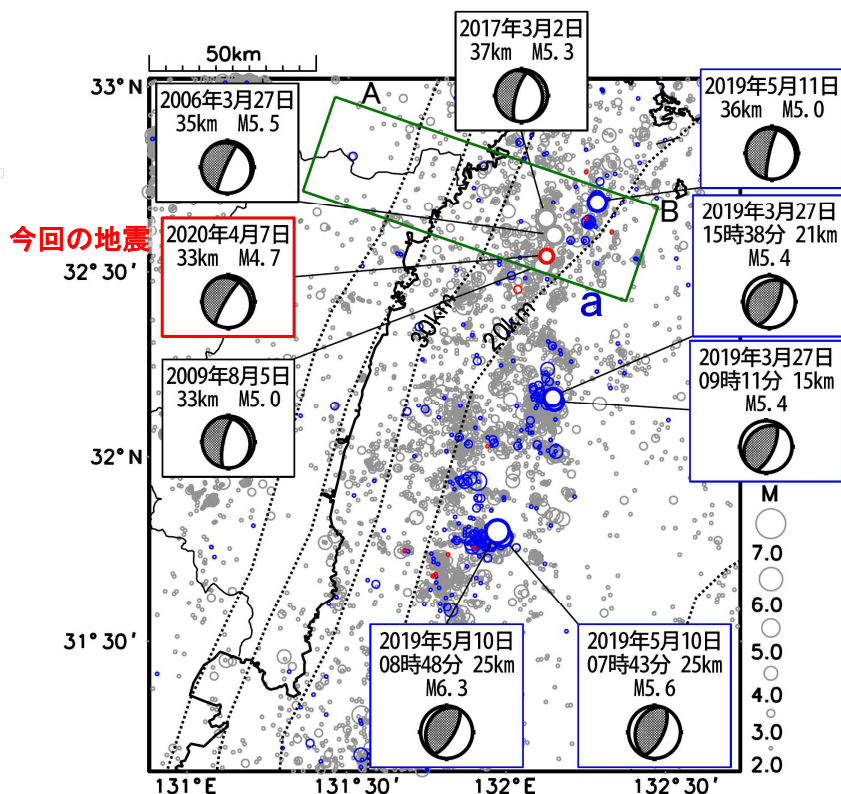 50km
33°N
32°30′
32°N
31°30′
131°E
131°30′
132°E
132°30′
A
B
a
30km
20km
2017年3月2日
37km M5.3
2006年3月27日
35km M5.5
2019年5月11日
36km M5.0
今回の地震
2020年4月7日
33km M4.7
2019年3月27日
15時38分 21km
M5.4
2009年8月5日
33km M5.0
2019年3月27日
09時11分 15km
M5.4
2019年5月10日
08時48分 25km
M6.3
2019年5月10日
07時43分 25km
M5.6
M
7.0
6.0
5.0
4.0
3.0
2.0